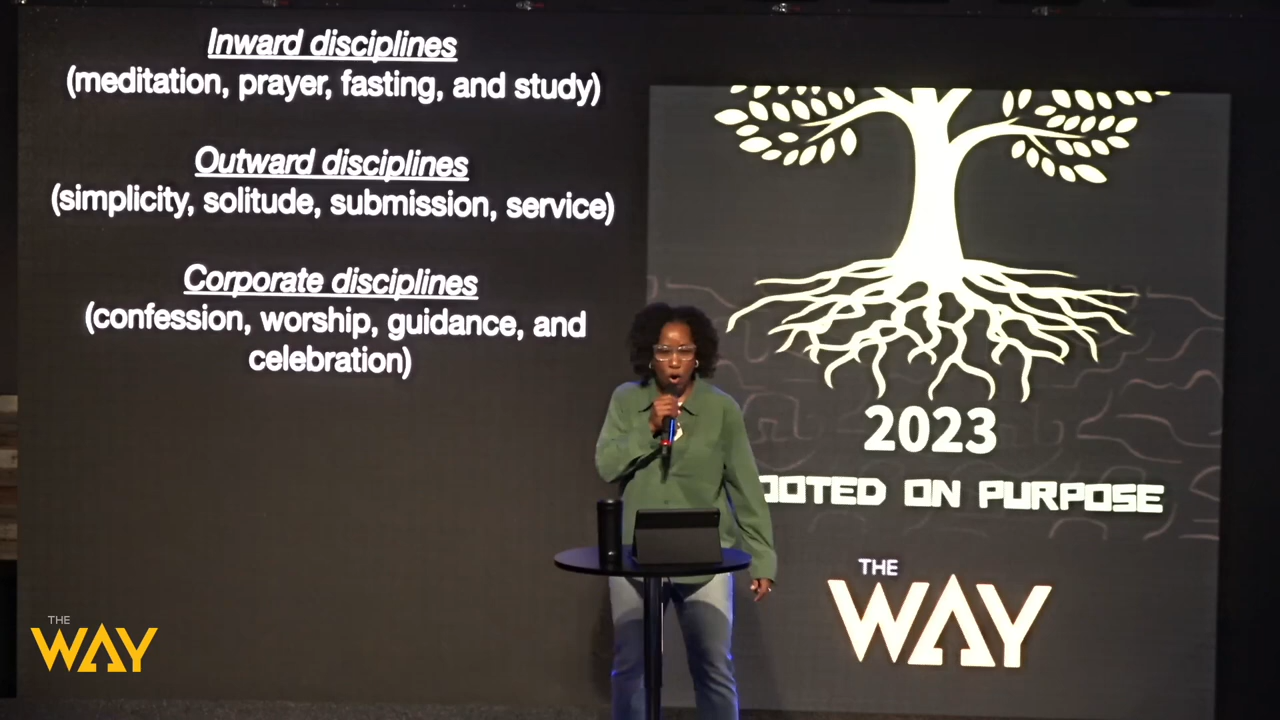 Inward disciplines
(meditation, prayer, fasting, and study)
Outward disciplines
(simplicity, solitude, submission, service)
Corporate disciplines
(confession, worship, guidance, and
celebration)
2023
OOTED ON PURPOSE
THE
WAY
THE
WAY